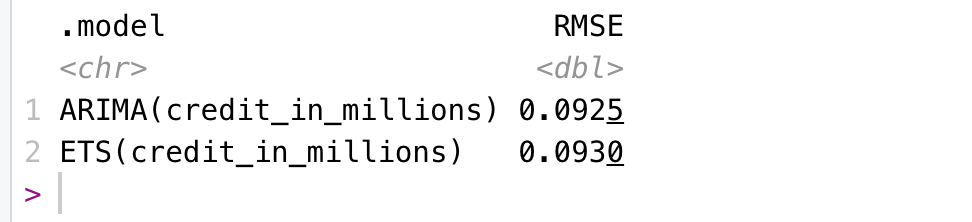 .model RMSE
<chr> <dbl>
1 ARIMA(credit_in_millions) 0.0925
2 ETS(credit_in_millions) 0.0930
>